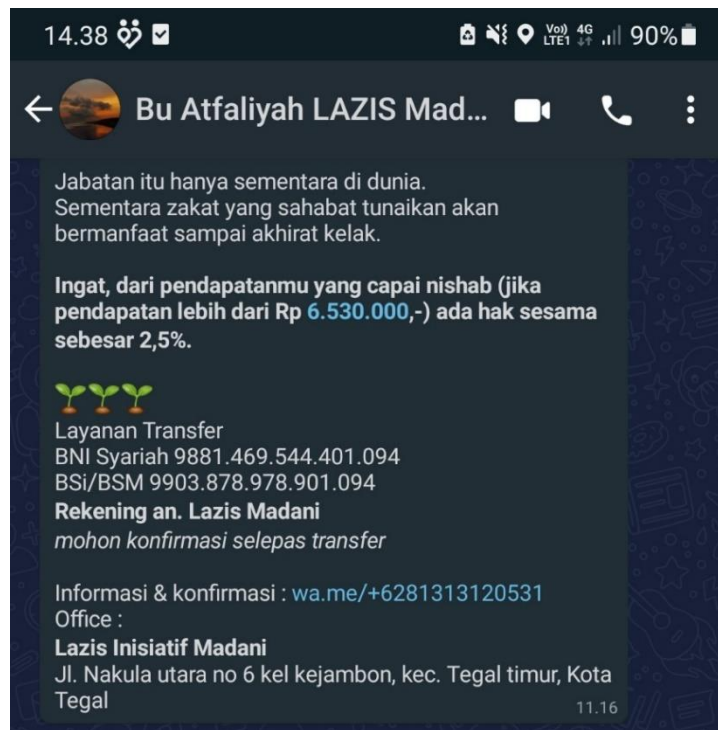 14.38 VoO) LTE1 4G 90%
Bu Atfaliyah LAZIS Mad...
Jabatan itu hanya sementara di dunia.
Sementara zakat yang sahabat tunaikan akan
bermanfaat sampai akhirat kelak.
Ingat, dari pendapatanmu yang capai nishab (jika
pendapatan lebih dari Rp 6.530.000,-) ada hak sesama
sebesar 2,5%.
🌱🌱🌱
Layanan Transfer
BNI Syariah 9881.469.544.401.094
BSi/BSM 9903.878.978.901.094
Rekening an. Lazis Madani
mohon konfirmasi selepas transfer
Informasi & konfirmasi : wa.me/+6281313120531
Office :
Lazis Inisiatif Madani
Jl. Nakula utara no 6 kel kejambon, kec. Tegal timur, Kota
Tegal
11.16